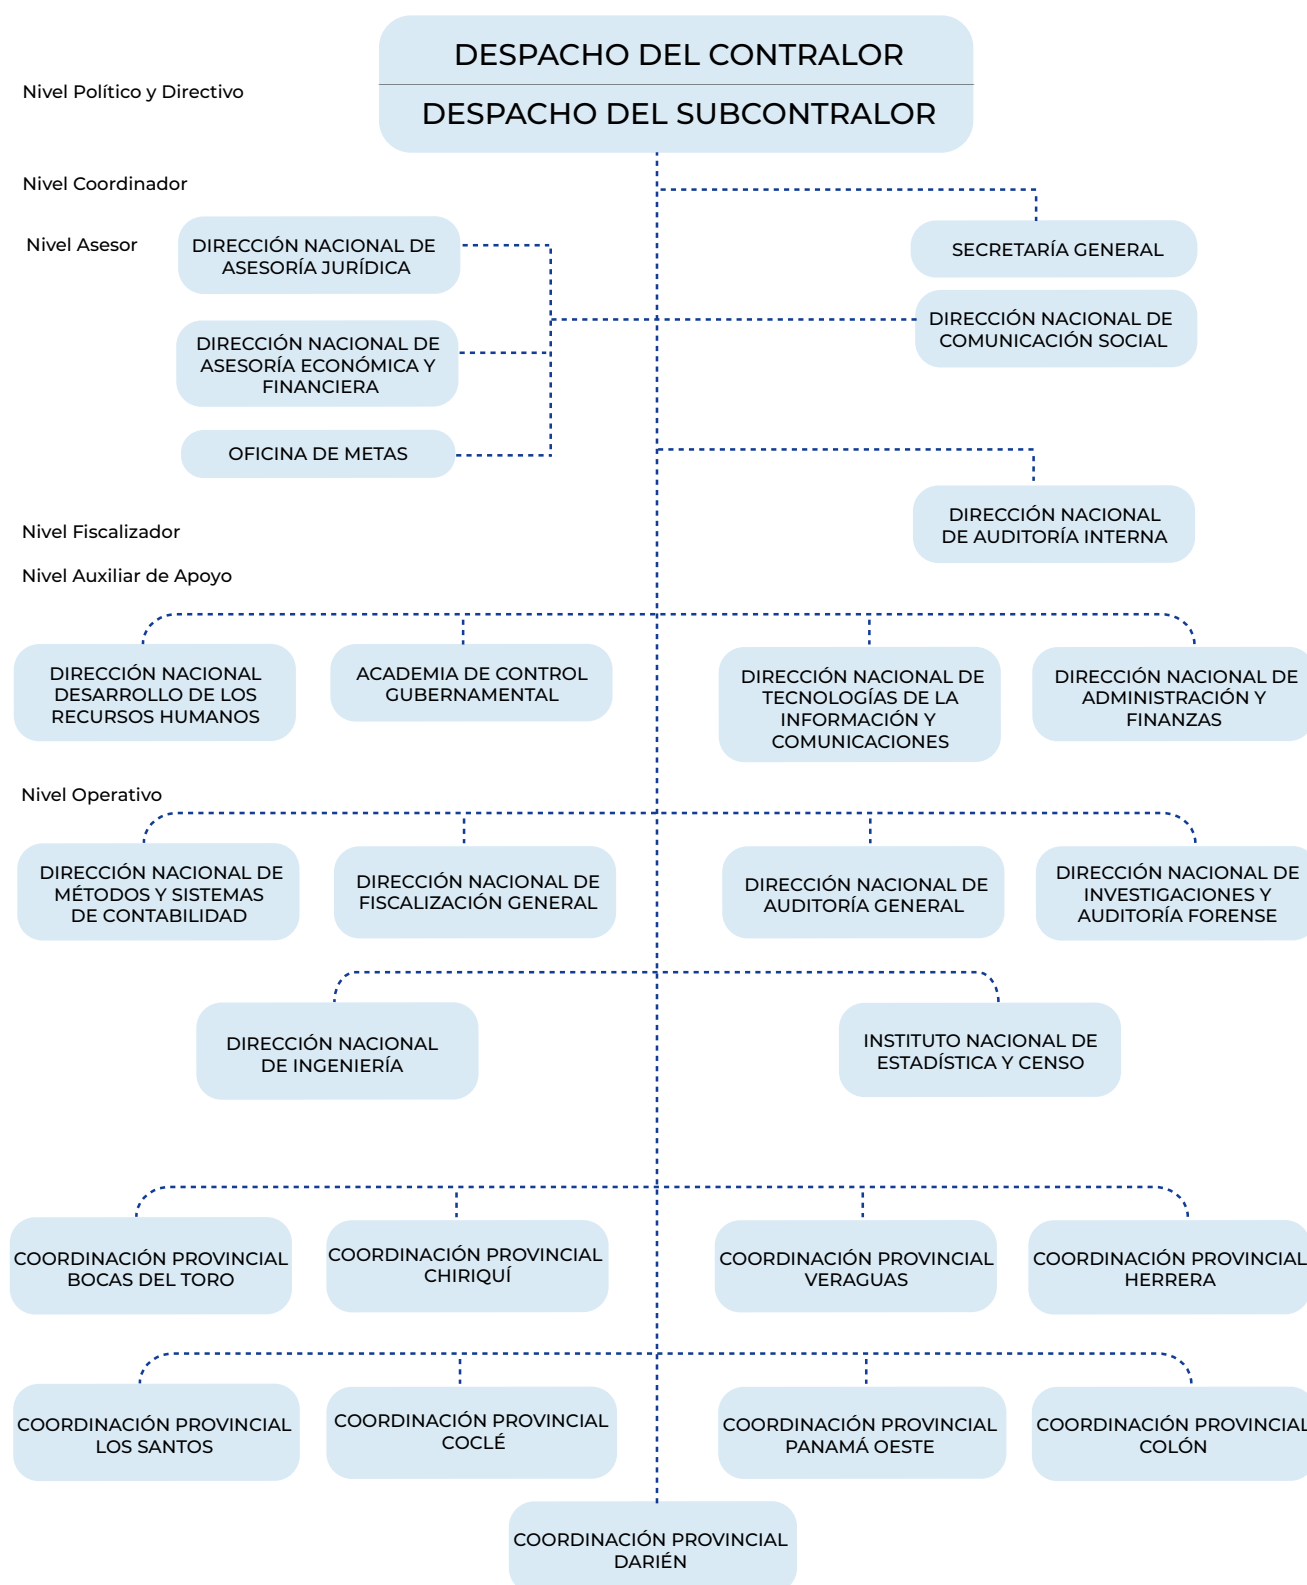 DESPACHO DEL CONTRALOR
Nivel Político y Directivo
DESPACHO DEL SUBCONTRALOR
Nivel Coordinador
Nivel Asesor
DIRECCIÓN NACIONAL DE
ASESORÍA JURÍDICA
SECRETARÍA GENERAL
DIRECCIÓN NACIONAL DE
COMUNICACIÓN SOCIAL
DIRECCIÓN NACIONAL DE
ASESORÍA ECONÓMICA Y
FINANCIERA
OFICINA DE METAS
DIRECCIÓN NACIONAL
DE AUDITORÍA INTERNA
Nivel Fiscalizador
Nivel Auxiliar de Apoyo
DIRECCIÓN NACIONAL
DESARROLLO DE LOS
RECURSOS HUMANOS
ACADEMIA DE CONTROL
GUBERNAMENTAL
DIRECCIÓN NACIONAL DE
TECNOLOGÍAS DE LA
INFORMACIÓN Y
COMUNICACIONES
DIRECCIÓN NACIONAL DE
ADMINISTRACIÓN Y
FINANZAS
Nivel Operativo
DIRECCIÓN NACIONAL DE
MÉTODOS Y SISTEMAS
DE CONTABILIDAD
DIRECCIÓN NACIONAL DE
FISCALIZACIÓN GENERAL
DIRECCIÓN NACIONAL DE
AUDITORÍA GENERAL
DIRECCIÓN NACIONAL DE
INVESTIGACIONES Y
AUDITORÍA FORENSE
DIRECCIÓN NACIONAL
DE INGENIERÍA
INSTITUTO NACIONAL DE
ESTADÍSTICA Y CENSO
COORDINACIÓN PROVINCIAL
BOCAS DEL TORO
COORDINACIÓN PROVINCIAL
CHIRIQUÍ
COORDINACIÓN PROVINCIAL
VERAGUAS
COORDINACIÓN PROVINCIAL
HERRERA
COORDINACIÓN PROVINCIAL
LOS SANTOS
COORDINACIÓN PROVINCIAL
COCLÉ
COORDINACIÓN PROVINCIAL
PANAMÁ OESTE
COORDINACIÓN PROVINCIAL
COLÓN
COORDINACIÓN PROVINCIAL
DARIÉN